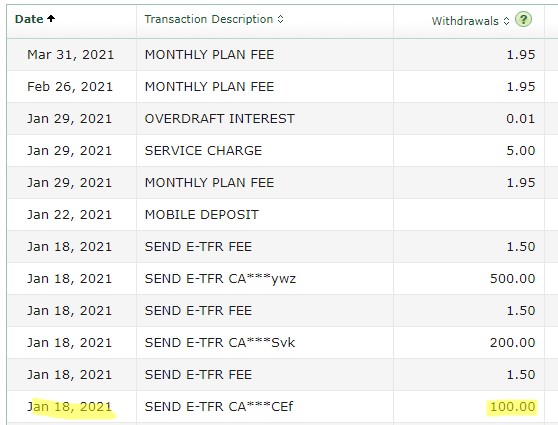 Date Transaction Description Withdrawals ?
Mar 31, 2021 MONTHLY PLAN FEE 1.95
Feb 26, 2021 MONTHLY PLAN FEE 1.95
Jan 29, 2021 OVERDRAFT INTEREST 0.01
Jan 29, 2021 SERVICE CHARGE 5.00
Jan 29, 2021 MONTHLY PLAN FEE 1.95
Jan 22, 2021 MOBILE DEPOSIT
Jan 18, 2021 SEND E-TFR FEE 1.50
Jan 18, 2021 SEND E-TFR CA***ywz 500.00
Jan 18, 2021 SEND E-TFR FEE 1.50
Jan 18, 2021 SEND E-TFR CA***Svk 200.00
Jan 18, 2021 SEND E-TFR FEE 1.50
Jan 18, 2021 SEND E-TFR CA***CEf 100.00